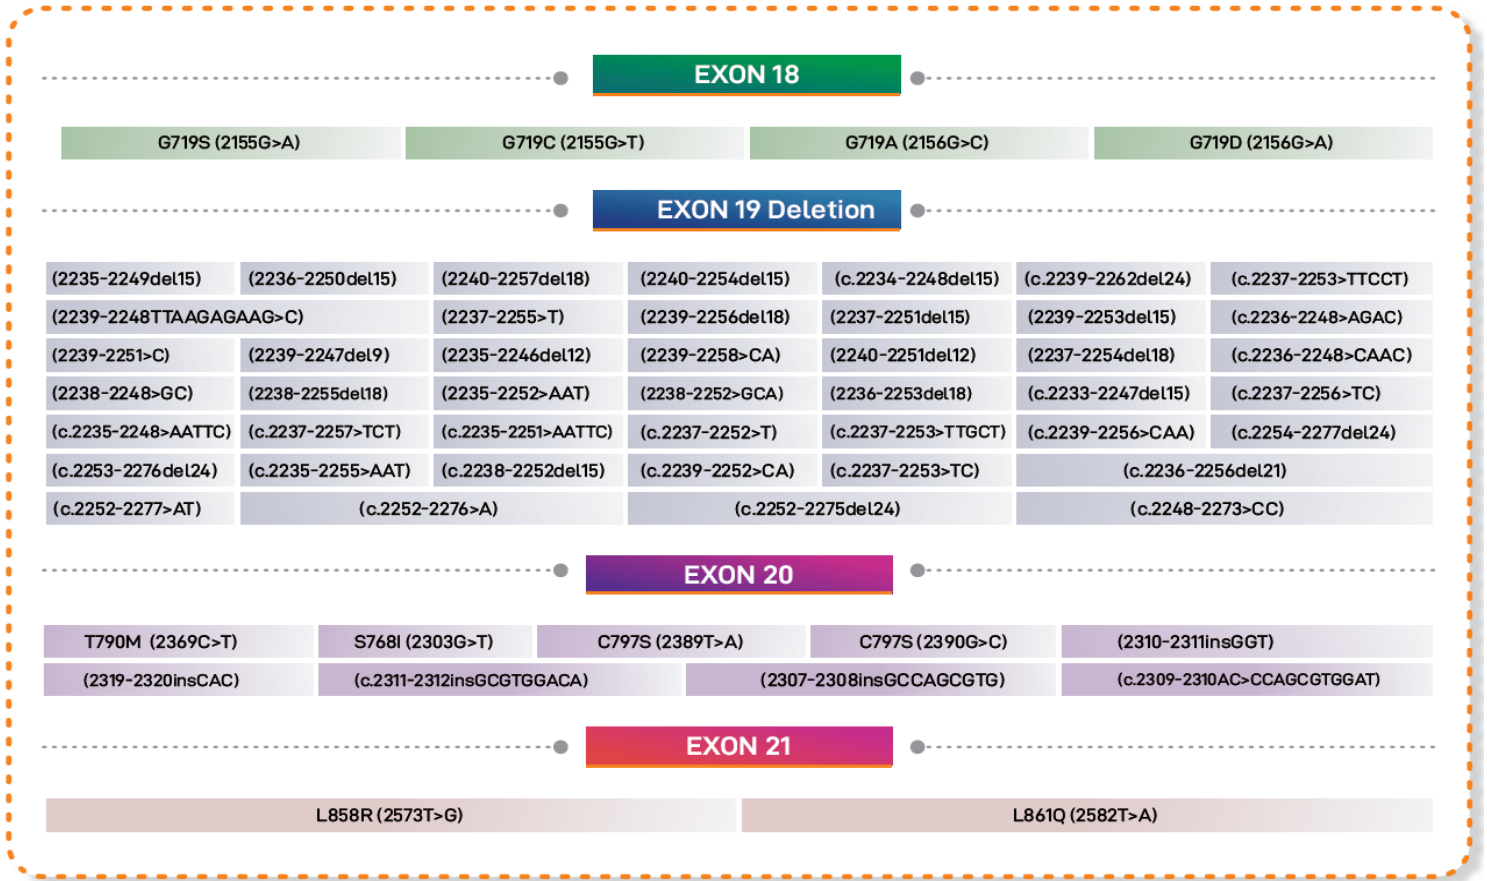 EXON 18
G719S (2155G>A) G719C (2155G>T) G719A (2156G>C) G719D (2156G>A)
EXON 19 Deletion
(2235-2249del15) (2236-2250del15) (2240-2257del18) (2240-2254del15) (c.2234-2248del15) (c.2239-2262del24) (c.2237-2253>TTCCT)
(2239-2248TTAAGAGAAG>C) (2237-2255>T) (2239-2256del18) (2237-2251del15) (2239-2253del15) (c.2236-2248>AGAC)
(2239-2251>C) (2239-2247del9) (2235-2246del12) (2239-2258>CA) (2240-2251del12) (2237-2254del18) (c.2236-2248>CAAC)
(2238-2248>GC) (2238-2255del18) (2235-2252>AAT) (2238-2252>GCA) (2236-2253del18) (c.2233-2247del15) (c.2237-2256>TC)
(c.2235-2248>AATTC) (c.2237-2257>TCT) (c.2235-2251>AATTC) (c.2237-2252>T) (c.2237-2253>TTGCT) (c.2239-2256>CAA) (c.2254-2277del24)
(c.2253-2276del24) (c.2235-2255>AAT) (c.2238-2252del15) (c.2239-2252>CA) (c.2237-2253>TC) (c.2236-2256del21)
(c.2252-2277>AT) (c.2252-2276>A) (c.2252-2275del24) (c.2248-2273>CC)
EXON 20
T790M (2369C>T) S768I (2303G>T) C797S (2389T>A) C797S (2390G>C) (2310-2311insGGT)
(2319-2320insCAC) (c.2311-2312insGCGTGGACA) (2307-2308insGCCAGCGTG) (c.2309-2310AC>CCAGCGTGGAT)
EXON 21
L858R (2573T>G) L861Q (2582T>A)